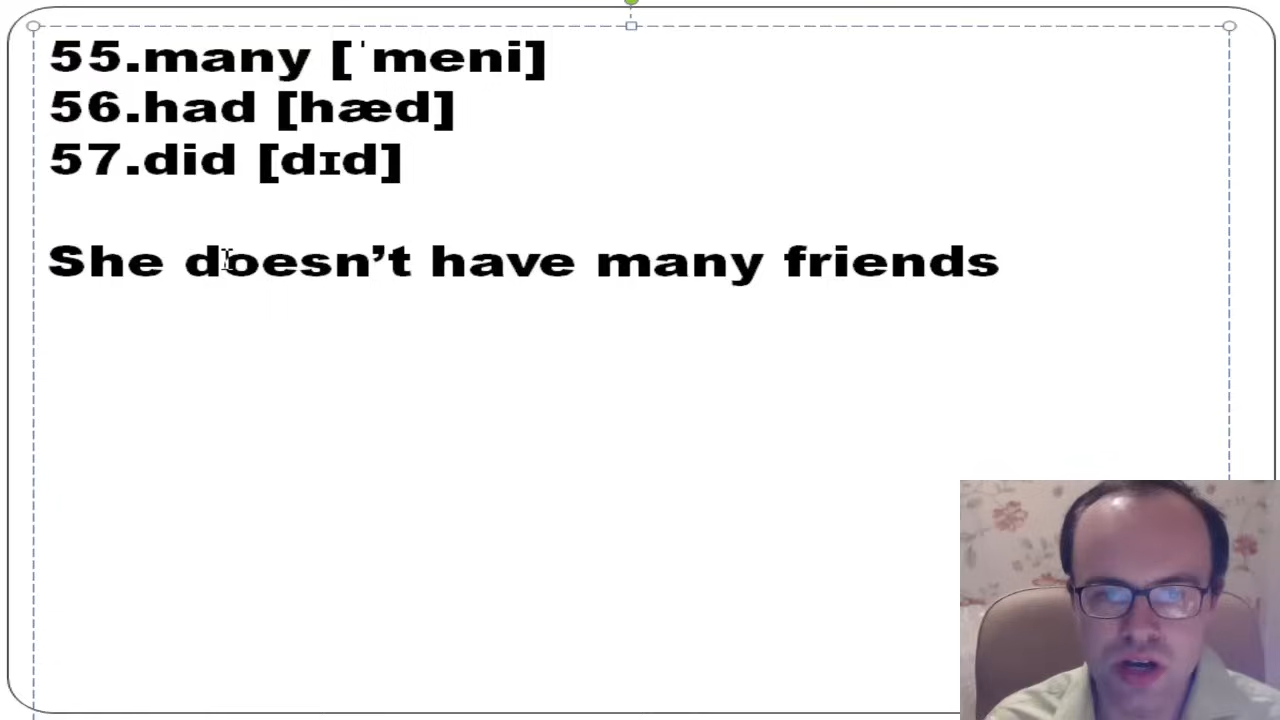 55.many [ˈmeni]
56.had [hæd]
57.did [dɪd]
She doesn’t have many friends